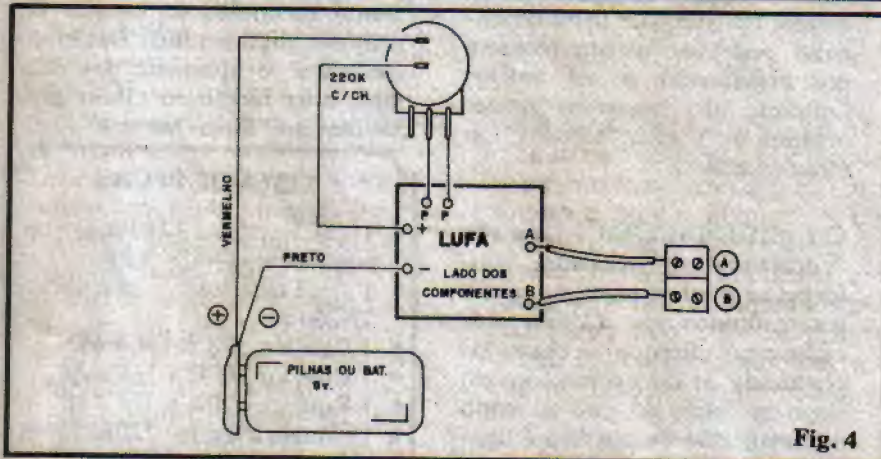 220K
C/CH.
VERMELHO
P P
+
LUFA
A
PRETO
−
LADO DOS
COMPONENTES
B
A
B
+ −
PILHAS OU BAT.
9v.
Fig. 4